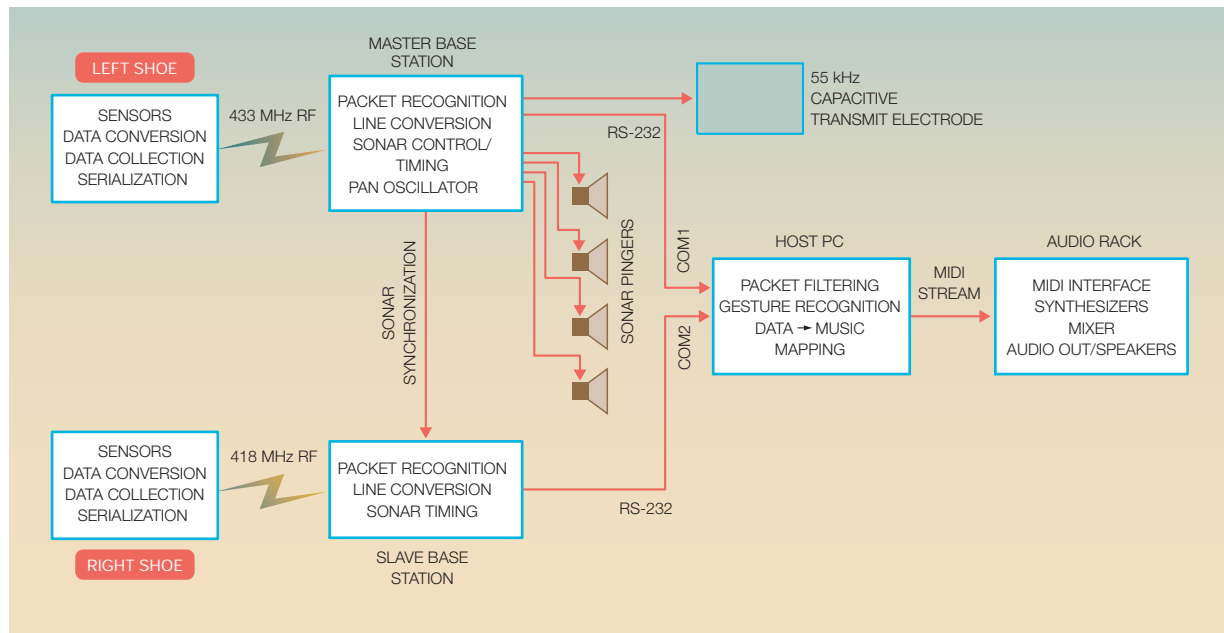 LEFT SHOE
SENSORS
DATA CONVERSION
DATA COLLECTION
SERIALIZATION
433 MHz RF
MASTER BASE
STATION
PACKET RECOGNITION
LINE CONVERSION
SONAR CONTROL/
TIMING
PAN OSCILLATOR
55 kHz
CAPACITIVE
TRANSMIT ELECTRODE
RS-232
SONAR PINGERS
COM1
SONAR
SYNCHRONIZATION
HOST PC
PACKET FILTERING
GESTURE RECOGNITION
DATA → MUSIC
MAPPING
COM2
MIDI
STREAM
AUDIO RACK
MIDI INTERFACE
SYNTHESIZERS
MIXER
AUDIO OUT/SPEAKERS
SENSORS
DATA CONVERSION
DATA COLLECTION
SERIALIZATION
RIGHT SHOE
418 MHz RF
PACKET RECOGNITION
LINE CONVERSION
SONAR TIMING
SLAVE BASE
STATION
RS-232